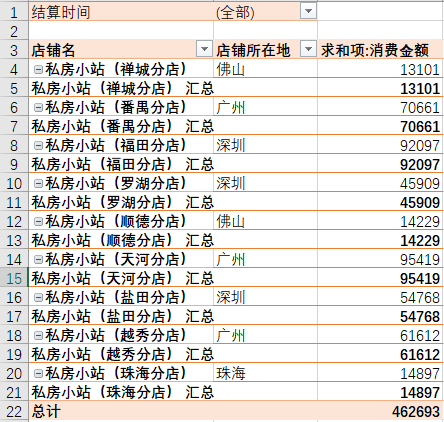 1 结算时间 (全部)
2
3 店铺名 店铺所在地 求和项:消费金额
4 私房小站（禅城分店） 佛山 13101
5 私房小站（禅城分店） 汇总 13101
6 私房小站（番禺分店） 广州 70661
7 私房小站（番禺分店） 汇总 70661
8 私房小站（福田分店） 深圳 92097
9 私房小站（福田分店） 汇总 92097
10 私房小站（罗湖分店） 深圳 45909
11 私房小站（罗湖分店） 汇总 45909
12 私房小站（顺德分店） 佛山 14229
13 私房小站（顺德分店） 汇总 14229
14 私房小站（天河分店） 广州 95419
15 私房小站（天河分店） 汇总 95419
16 私房小站（盐田分店） 深圳 54768
17 私房小站（盐田分店） 汇总 54768
18 私房小站（越秀分店） 广州 61612
19 私房小站（越秀分店） 汇总 61612
20 私房小站（珠海分店） 珠海 14897
21 私房小站（珠海分店） 汇总 14897
22 总计 462693